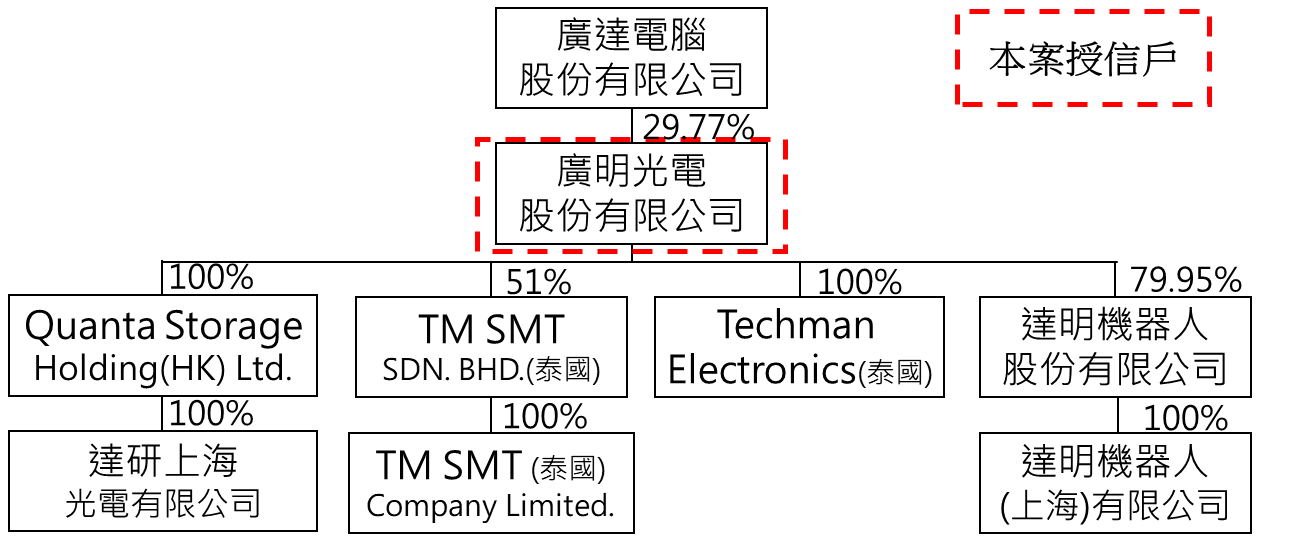 廣達電腦
股份有限公司
本案授信戶
29.77%
廣明光電
股份有限公司
100%
51%
100%
79.95%
Quanta Storage
Holding(HK) Ltd.
TM SMT
SDN. BHD.(泰國)
Techman
Electronics(泰國)
達明機器人
股份有限公司
100%
100%
100%
達研上海
光電有限公司
TM SMT (泰國)
Company Limited.
達明機器人
(上海)有限公司